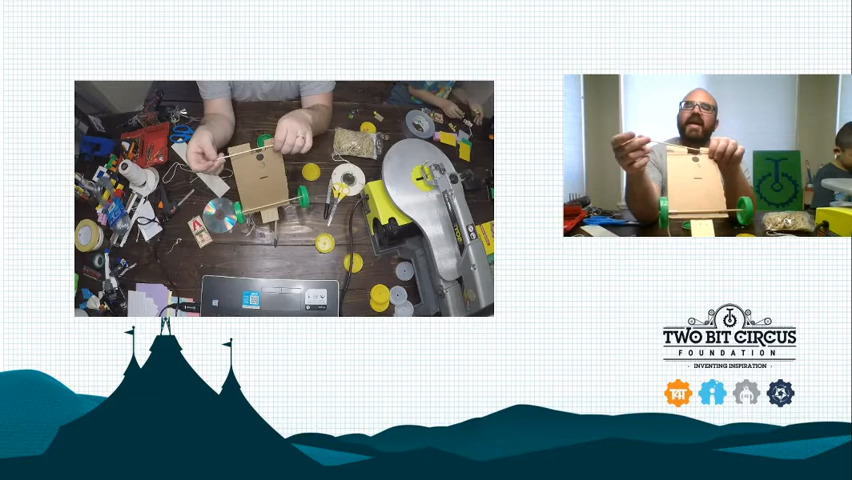 TWO BIT CIRCUS
FOUNDATION
INVENTING INSPIRATION
A